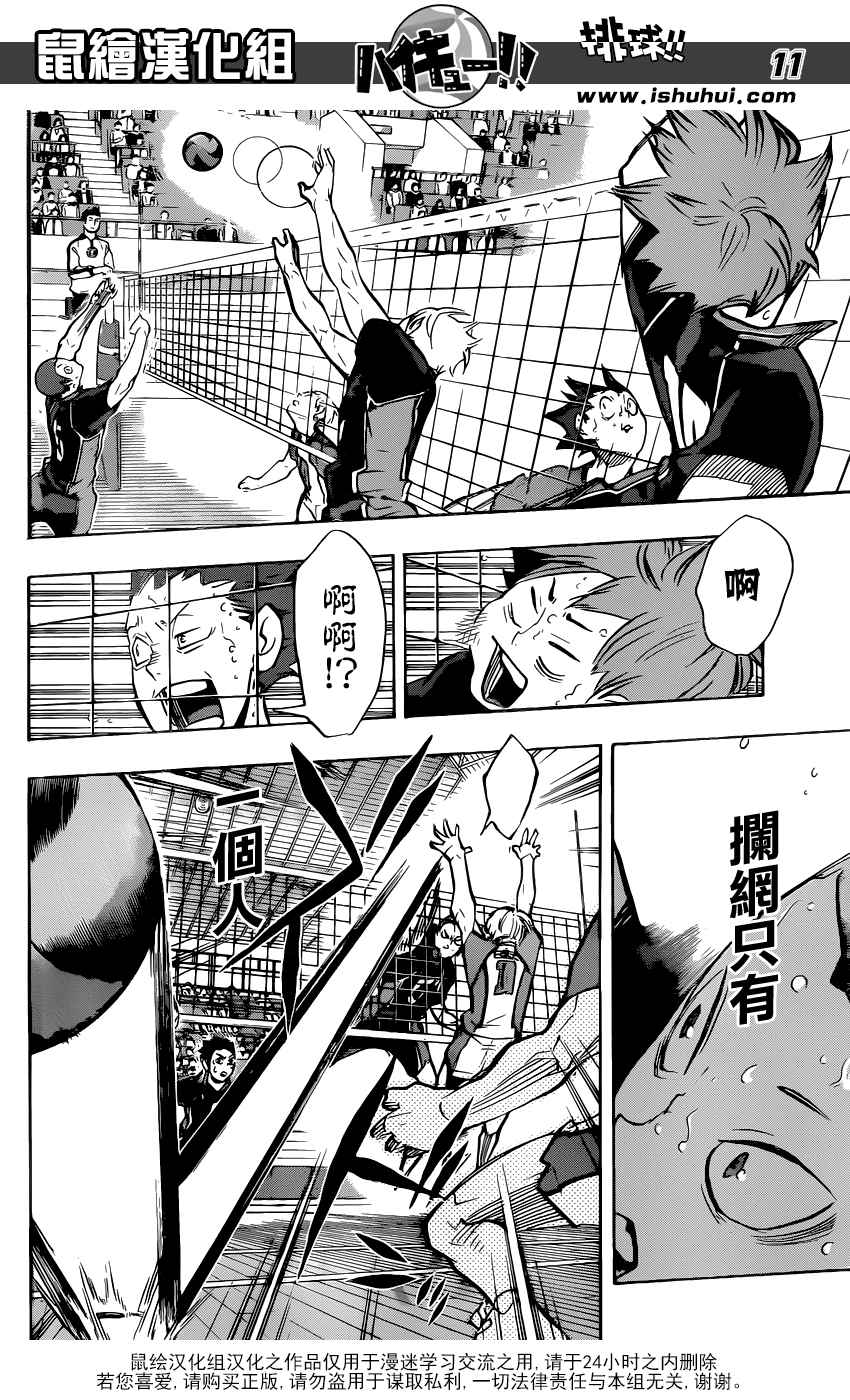 鼠繪漢化組
ハイキュー!!
排球!!
11
www.ishuhui.com
5
啊
啊
啊
!?
攔網只有
一個人
1
鼠绘汉化组汉化之作品仅用于漫迷学习交流之用, 请于24小时之内删除
若您喜爱, 请购买正版, 请勿盗用于谋取私利, 一切法律责任与本组无关, 谢谢。